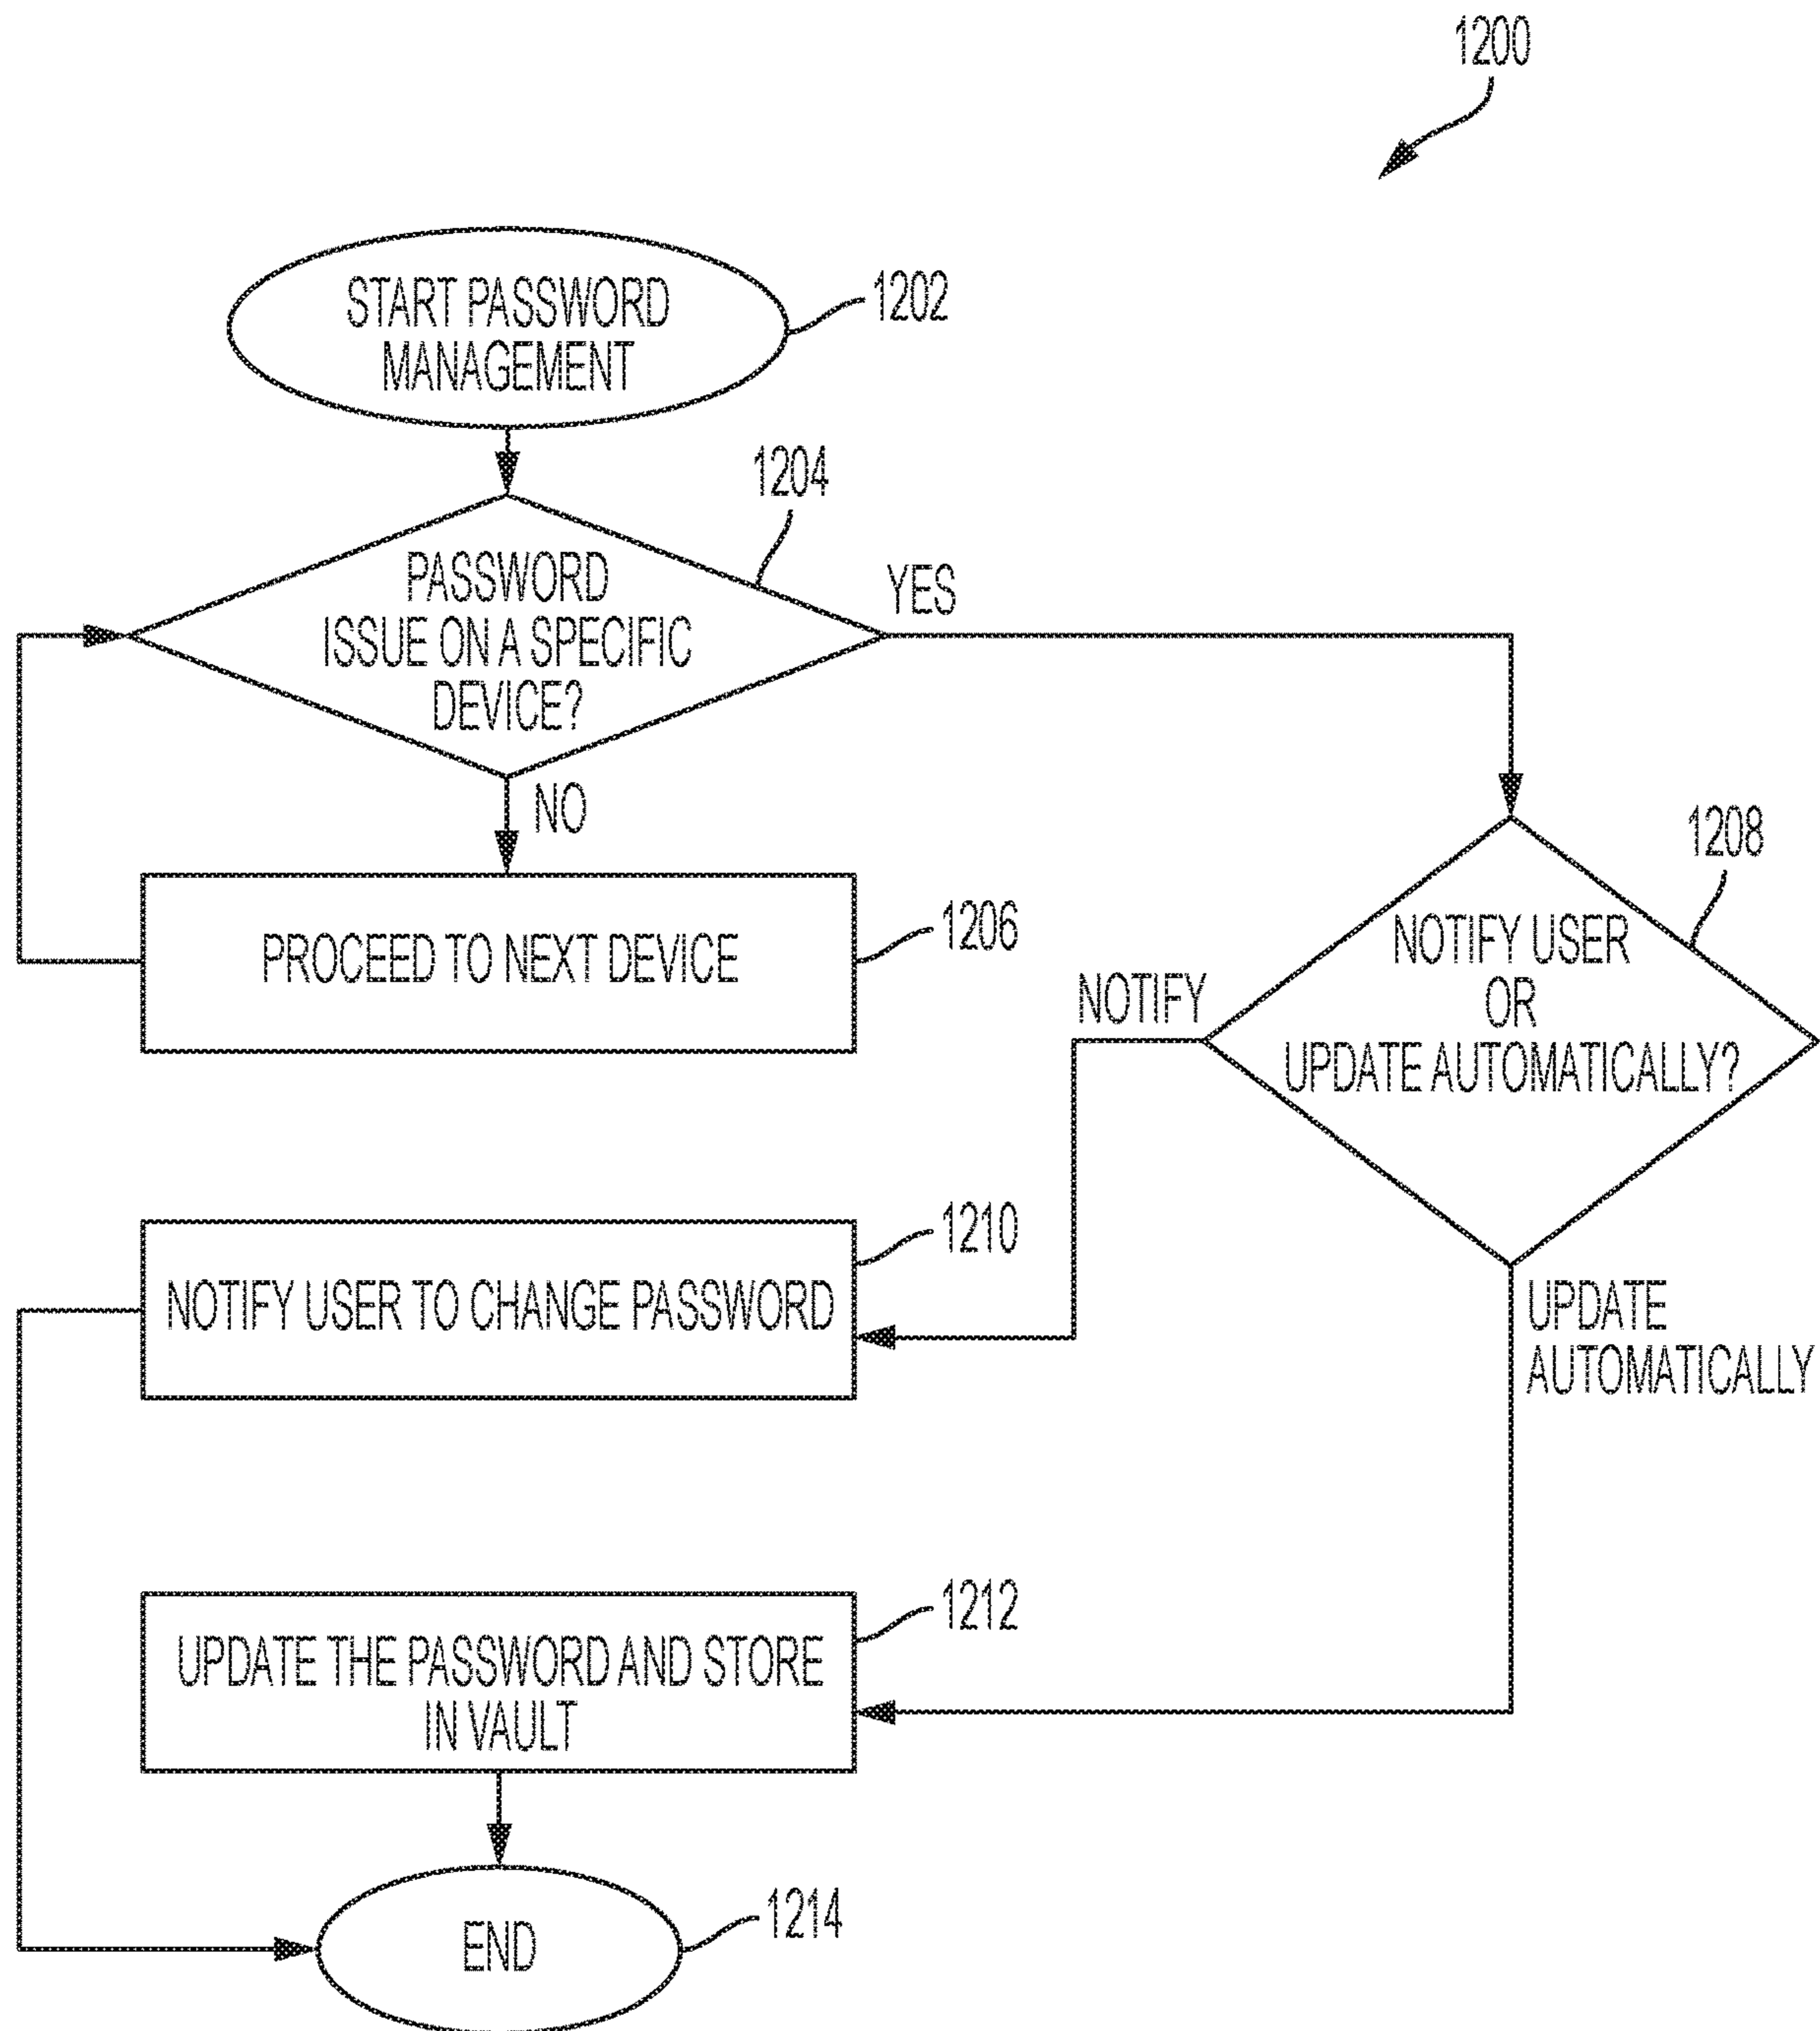 1200
START PASSWORD
MANAGEMENT
1202
1204
PASSWORD
ISSUE ON A SPECIFIC
DEVICE?
YES
NO
1206
PROCEED TO NEXT DEVICE
1208
NOTIFY USER
OR
UPDATE AUTOMATICALLY?
NOTIFY
1210
NOTIFY USER TO CHANGE PASSWORD
UPDATE
AUTOMATICALLY
1212
UPDATE THE PASSWORD AND STORE
IN VAULT
1214
END